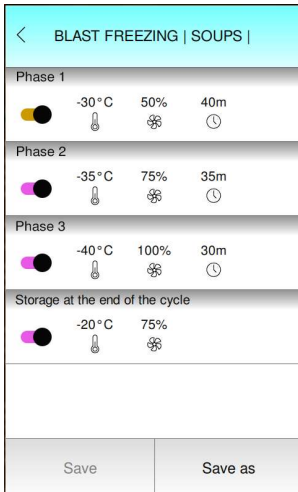 BLAST FREEZING | SOUPS |
Phase 1
-30°C 50% 40m
Phase 2
-35°C 75% 35m
Phase 3
-40°C 100% 30m
Storage at the end of the cycle
-20°C 75%
Save Save as